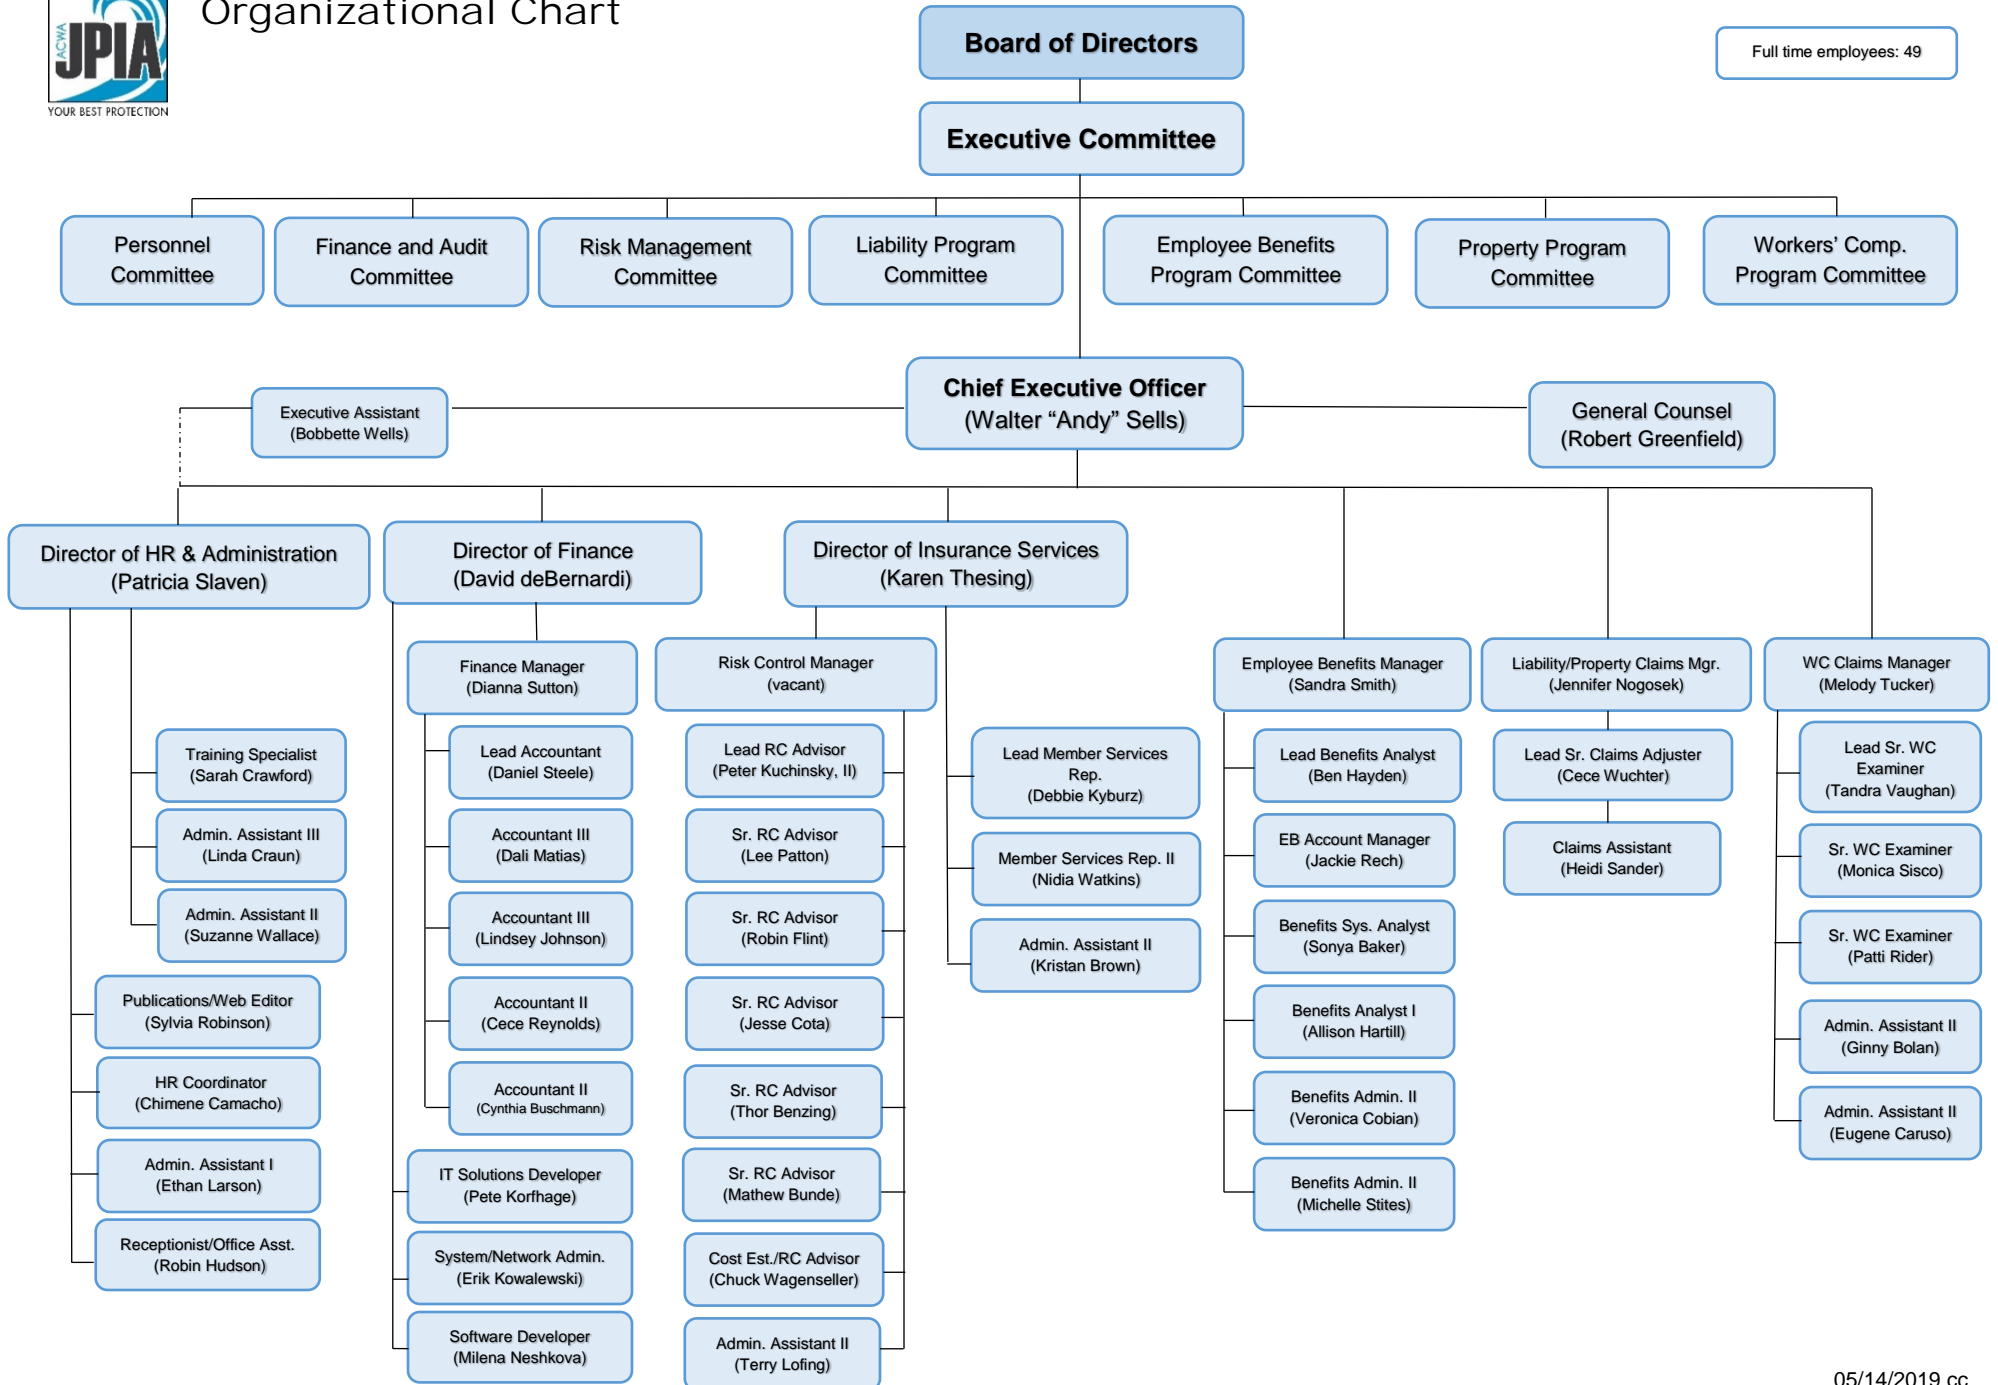 Organizational Chart
ACWA
JPIA
YOUR BEST PROTECTION
Board of Directors
Full time employees: 49
Executive Committee
Personnel
Committee
Finance and Audit
Committee
Risk Management
Committee
Liability Program
Committee
Employee Benefits
Program Committee
Property Program
Committee
Workers' Comp.
Program Committee
Chief Executive Officer
(Walter “Andy” Sells)
Executive Assistant
(Bobbette Wells)
General Counsel
(Robert Greenfield)
Director of HR & Administration
(Patricia Slaven)
Director of Finance
(David deBernardi)
Director of Insurance Services
(Karen Thesing)
Training Specialist
(Sarah Crawford)
Admin. Assistant III
(Linda Craun)
Admin. Assistant II
(Suzanne Wallace)
Publications/Web Editor
(Sylvia Robinson)
HR Coordinator
(Chimene Camacho)
Admin. Assistant I
(Ethan Larson)
Receptionist/Office Asst.
(Robin Hudson)
Finance Manager
(Dianna Sutton)
Lead Accountant
(Daniel Steele)
Accountant III
(Dali Matias)
Accountant III
(Lindsey Johnson)
Accountant II
(Cece Reynolds)
Accountant II
(Cynthia Buschmann)
IT Solutions Developer
(Pete Korfhage)
System/Network Admin.
(Erik Kowalewski)
Software Developer
(Milena Neshkova)
Risk Control Manager
(vacant)
Lead RC Advisor
(Peter Kuchinsky, II)
Sr. RC Advisor
(Lee Patton)
Sr. RC Advisor
(Robin Flint)
Sr. RC Advisor
(Jesse Cota)
Sr. RC Advisor
(Thor Benzing)
Sr. RC Advisor
(Mathew Bunde)
Cost Est./RC Advisor
(Chuck Wagenseller)
Admin. Assistant II
(Terry Lofing)
Lead Member Services
Rep.
(Debbie Kyburz)
Member Services Rep. II
(Nidia Watkins)
Admin. Assistant II
(Kristan Brown)
Employee Benefits Manager
(Sandra Smith)
Lead Benefits Analyst
(Ben Hayden)
EB Account Manager
(Jackie Rech)
Benefits Sys. Analyst
(Sonya Baker)
Benefits Analyst I
(Allison Hartill)
Benefits Admin. II
(Veronica Cobian)
Benefits Admin. II
(Michelle Stites)
Liability/Property Claims Mgr.
(Jennifer Nogosek)
Lead Sr. Claims Adjuster
(Cece Wuchter)
Claims Assistant
(Heidi Sander)
WC Claims Manager
(Melody Tucker)
Lead Sr. WC
Examiner
(Tandra Vaughan)
Sr. WC Examiner
(Monica Sisco)
Sr. WC Examiner
(Patti Rider)
Admin. Assistant II
(Ginny Bolan)
Admin. Assistant II
(Eugene Caruso)
05/14/2019 cc